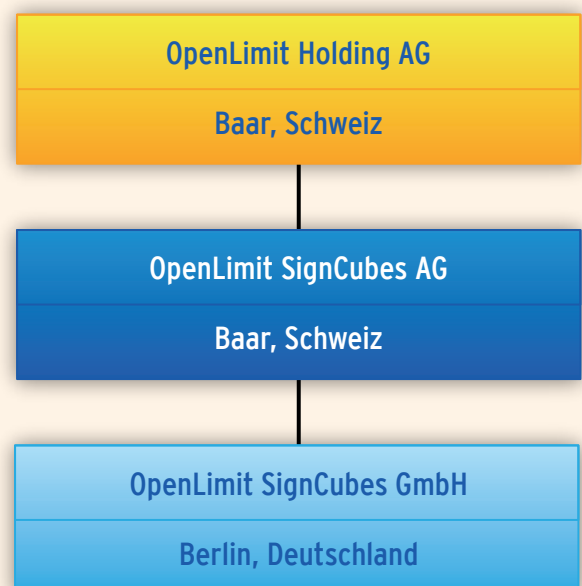 OpenLimit Holding AG
Baar, Schweiz
OpenLimit SignCubes AG
Baar, Schweiz
OpenLimit SignCubes GmbH
Berlin, Deutschland